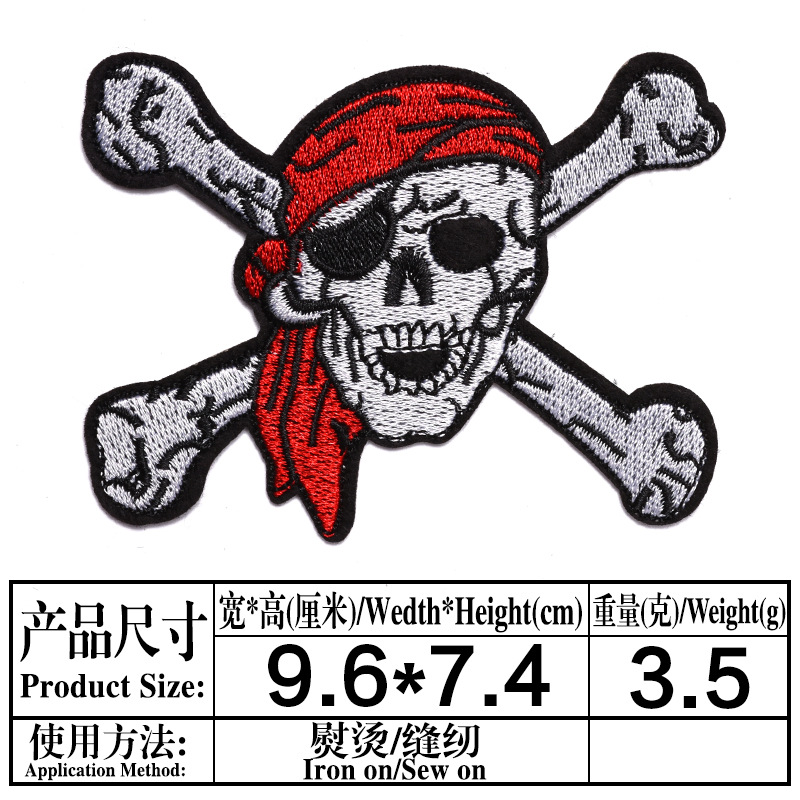 产品尺寸
Product Size:
宽*高(厘米)/Wedth*Height(cm)
重量(克)/Weight(g)
9.6*7.4
3.5
使用方法:
Application Method:
熨烫/缝纫
Iron on/Sew on